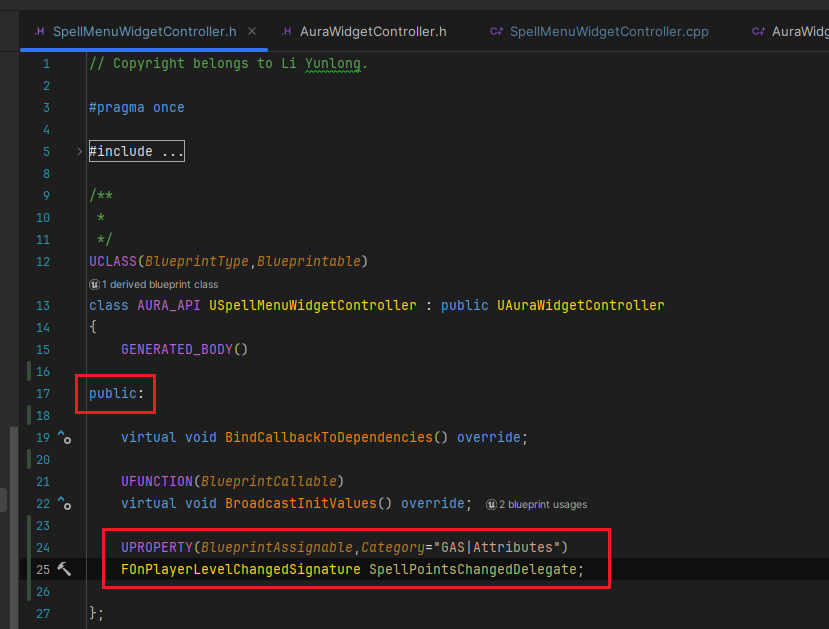 .H SpellMenuWidgetController.h × .H AuraWidgetController.h C+ SpellMenuWidgetController.cpp C+ AuraWidg
1 // Copyright belongs to Li Yunlong.
2
3 #pragma once
4
5 #include ...
8
9 /**
10 *
11 */
12 UCLASS(BlueprintType,Blueprintable)
1 derived blueprint class
13 class AURA_API USpellMenuWidgetController : public UAuraWidgetController
14 {
15 GENERATED_BODY()
16
17 public:
18
19 virtual void BindCallbackToDependencies() override;
20
21 UFUNCTION(BlueprintCallable)
22 virtual void BroadcastInitValues() override; 2 blueprint usages
23
24 UPROPERTY(BlueprintAssignable,Category="GAS|Attributes")
25 FOnPlayerLevelChangedSignature SpellPointsChangedDelegate;
26
27 };